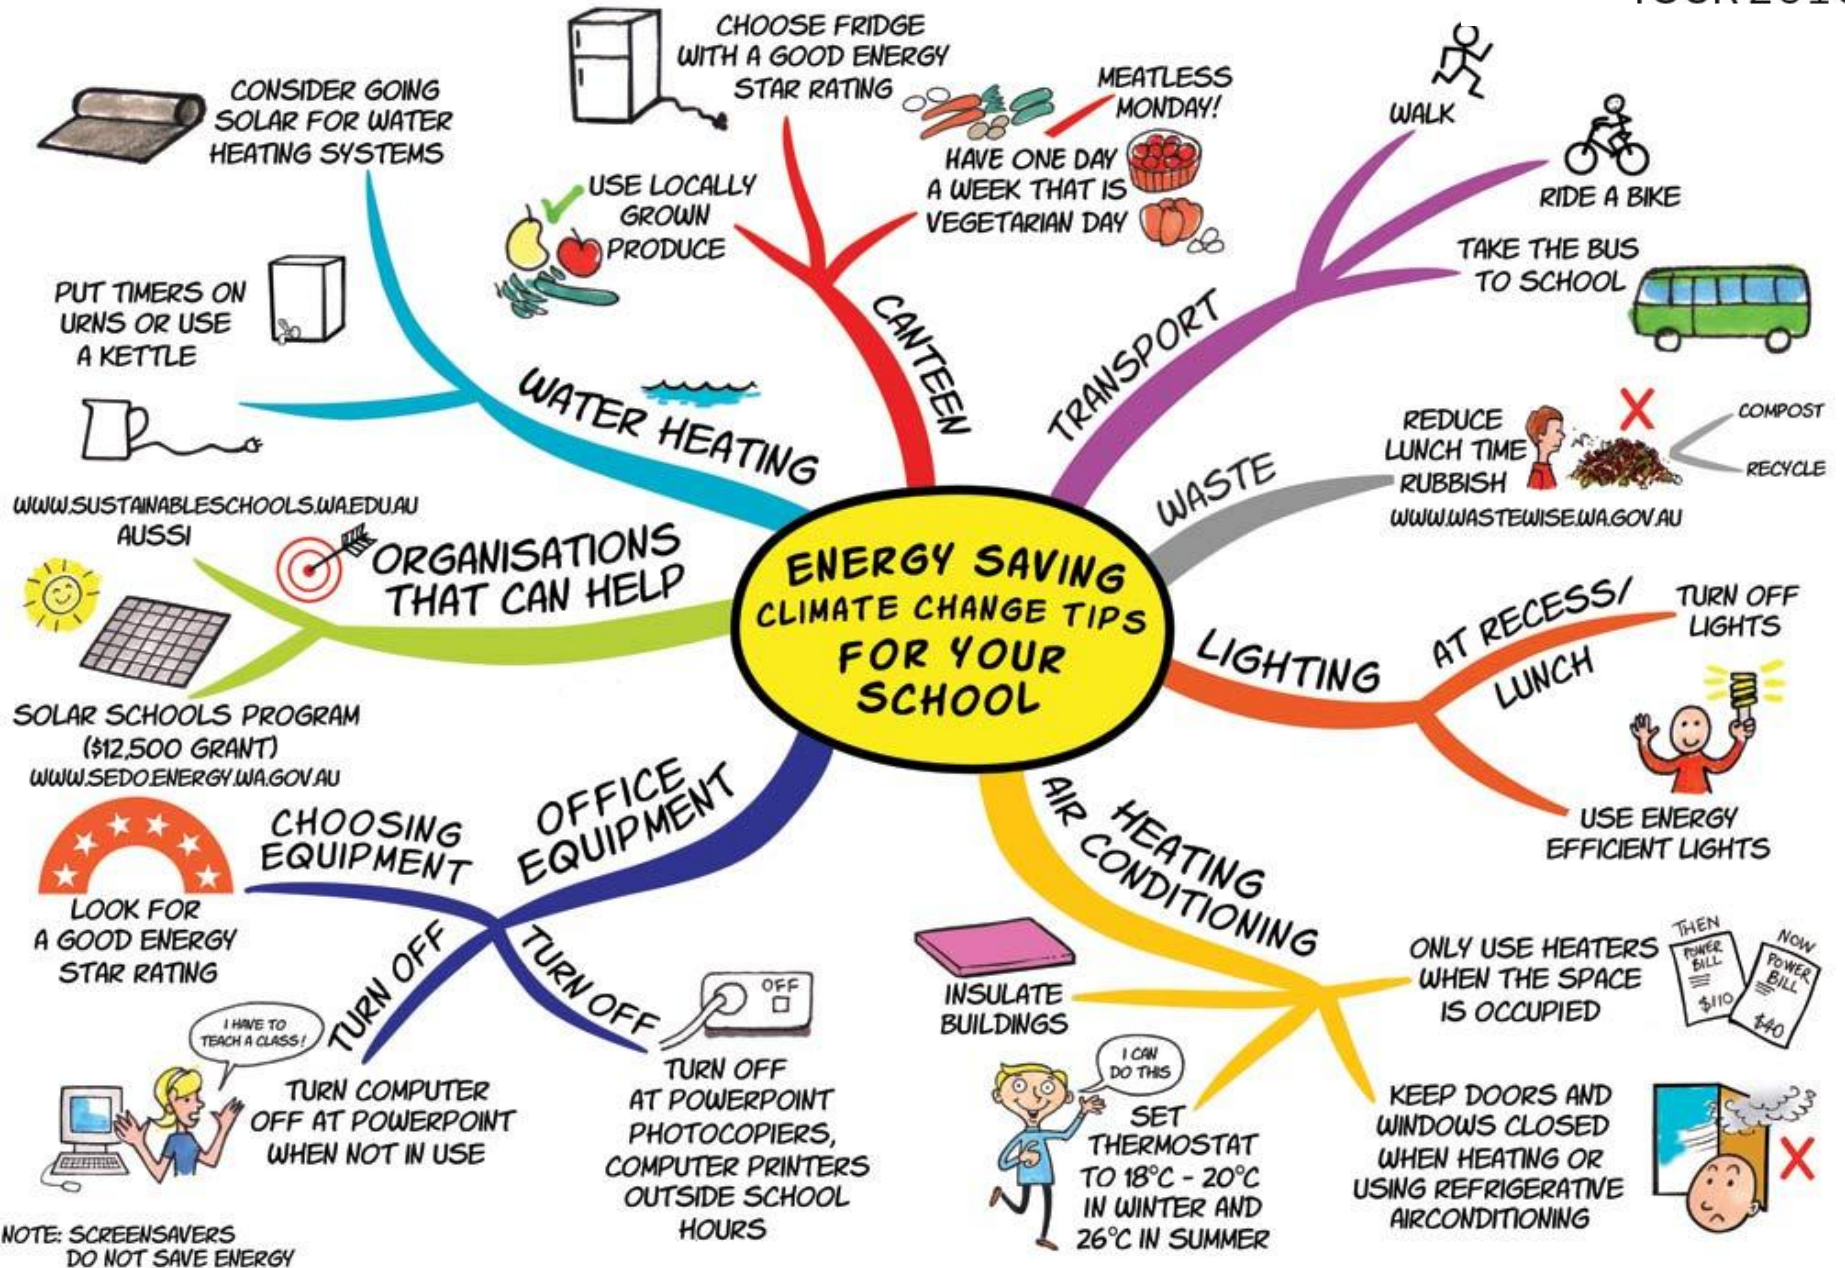 ENERGY SAVING
CLIMATE CHANGE TIPS
FOR YOUR
SCHOOL
CANTEEN
USE LOCALLY
GROWN
PRODUCE
CHOOSE FRIDGE
WITH A GOOD ENERGY
STAR RATING
MEATLESS
MONDAY!
HAVE ONE DAY
A WEEK THAT IS
VEGETARIAN DAY
TRANSPORT
WALK
RIDE A BIKE
TAKE THE BUS
TO SCHOOL
WASTE
REDUCE
LUNCH TIME
RUBBISH
COMPOST
RECYCLE
WWW.WASTEWISE.WA.GOV.AU
LIGHTING
AT RECESS/
LUNCH
TURN OFF
LIGHTS
USE ENERGY
EFFICIENT LIGHTS
HEATING
AIR CONDITIONING
ONLY USE HEATERS
WHEN THE SPACE
IS OCCUPIED
THEN
POWER
BILL
$110
NOW
POWER
BILL
$40
KEEP DOORS AND
WINDOWS CLOSED
WHEN HEATING OR
USING REFRIGERATIVE
AIRCONDITIONING
I CAN
DO THIS
SET
THERMOSTAT
TO 18°C - 20°C
IN WINTER AND
26°C IN SUMMER
INSULATE
BUILDINGS
OFFICE
EQUIPMENT
TURN OFF
OFF
TURN OFF
AT POWERPOINT
PHOTOCOPIERS,
COMPUTER PRINTERS
OUTSIDE SCHOOL
HOURS
TURN OFF
I HAVE TO
TEACH A CLASS!
TURN COMPUTER
OFF AT POWERPOINT
WHEN NOT IN USE
NOTE: SCREENSAVERS
DO NOT SAVE ENERGY
CHOOSING
EQUIPMENT
LOOK FOR
A GOOD ENERGY
STAR RATING
ORGANISATIONS
THAT CAN HELP
WWW.SUSTAINABLESCHOOLS.WA.EDU.AU
AUSSI
SOLAR SCHOOLS PROGRAM
($12,500 GRANT)
WWW.SEDO.ENERGY.WA.GOV.AU
WATER HEATING
PUT TIMERS ON
URNS OR USE
A KETTLE
CONSIDER GOING
SOLAR FOR WATER
HEATING SYSTEMS